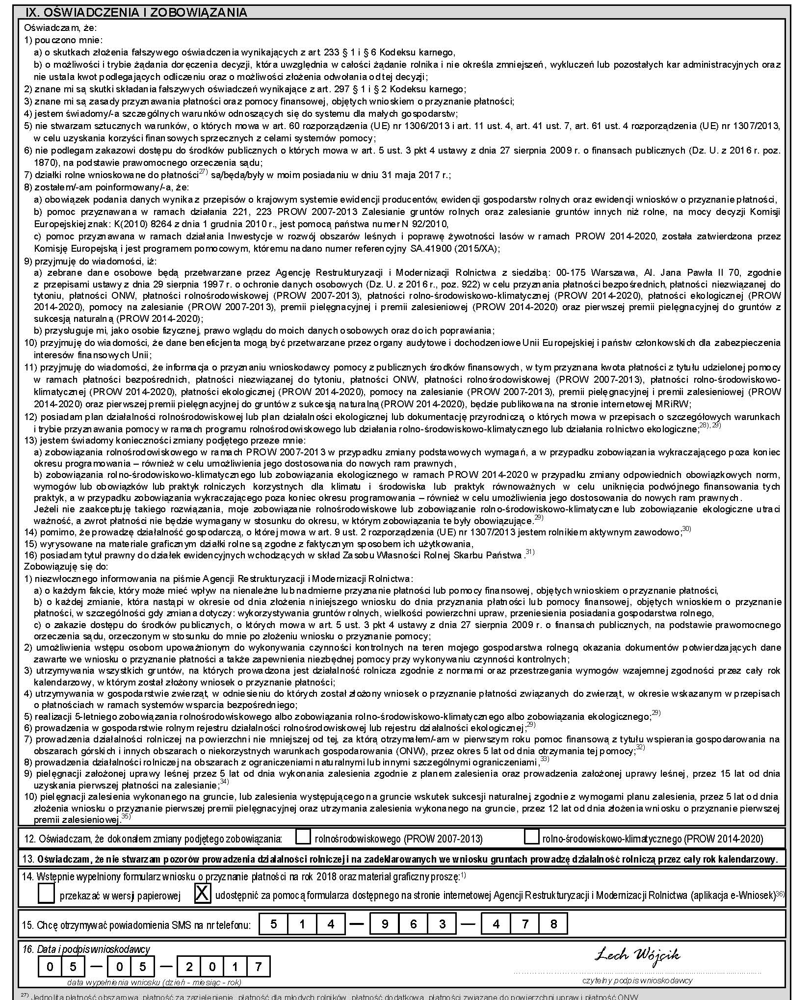 IX. OŚWIADCZENIA I ZOBOWIĄZANIA
Oświadczam, że:
1) pouczono mnie:
a) o skutkach złożenia fałszywego oświadczenia wynikających z art. 233 § 1 i § 6 Kodeksu karnego,
b) o możliwości i trybie żądania doręczenia decyzji, która uwzględnia w całości żądanie rolnika i nie określa zmniejszeń, wykluczeń lub pozostałych kar administracyjnych oraz
nie ustala kwot podlegających odliczeniu oraz o możliwości złożenia odwołania od tej decyzji;
2) znane mi są skutki składania fałszywych oświadczeń wynikające z art. 297 § 1 i § 2 Kodeksu karnego;
3) znane mi są zasady przyznawania płatności oraz pomocy finansowej, objętych wnioskiem o przyznanie płatności;
4) jestem świadomy/-a szczególnych warunków odnoszących się do systemu dla małych gospodarstw;
5) nie stwarzam sztucznych warunków, o których mowa w art. 60 rozporządzenia (UE) nr 1306/2013 i art. 11 ust. 4, art. 41 ust. 7, art. 61 ust. 4 rozporządzenia (UE) nr 1307/2013,
w celu uzyskania korzyści finansowych sprzecznych z celami systemów pomocy;
6) nie podlegam zakazowi dostępu do środków publicznych o których mowa w art. 5 ust. 3 pkt 4 ustawy z dnia 27 sierpnia 2009 r. o finansach publicznych (Dz. U. z 2016 r. poz.
1870), na podstawie prawomocnego orzeczenia sądu;
7) działki rolne wnioskowane do płatności27) są/będą/były w moim posiadaniu w dniu 31 maja 2017 r.;
8) zostałem/-am poinformowany/-a, że:
a) obowiązek podania danych wynika z przepisów o krajowym systemie ewidencji producentów, ewidencji gospodarstw rolnych oraz ewidencji wniosków o przyznanie płatności,
b) pomoc przyznawana w ramach działania 221, 223 PROW 2007-2013 Zalesianie gruntów rolnych oraz zalesianie gruntów innych niż rolne, na mocy decyzji Komisji
Europejskiej znak: K(2010) 8264 z dnia 1 grudnia 2010 r., jest pomocą państwa numer N 92/2010,
c) pomoc przyznawana w ramach działania Inwestycje w rozwój obszarów leśnych i poprawę żywotności lasów w ramach PROW 2014-2020, została zatwierdzona przez
Komisję Europejską i jest programem pomocowym, któremu nadano numer referencyjny SA.41900 (2015/XA);
9) przyjmuję do wiadomości, iż:
a) zebrane dane osobowe będą przetwarzane przez Agencję Restrukturyzacji i Modernizacji Rolnictwa z siedzibą: 00-175 Warszawa, Al. Jana Pawła II 70, zgodnie
z przepisami ustawy z dnia 29 sierpnia 1997 r. o ochronie danych osobowych (Dz. U. z 2016 r., poz. 922) w celu przyznania płatności bezpośrednich, płatności niezwiązanej do
tytoniu, płatności ONW, płatności rolnośrodowiskowej (PROW 2007-2013), płatności rolno-środowiskowo-klimatycznej (PROW 2014-2020), płatności ekologicznej (PROW
2014-2020), pomocy na zalesianie (PROW 2007-2013), premii pielęgnacyjnej i premii zalesieniowej (PROW 2014-2020) oraz pierwszej premii pielęgnacyjnej do gruntów z
sukcesją naturalną (PROW 2014-2020);
b) przysługuje mi, jako osobie fizycznej, prawo wglądu do moich danych osobowych oraz do ich poprawiania;
10) przyjmuję do wiadomości, że dane beneficjenta mogą być przetwarzane przez organy audytowe i dochodzeniowe Unii Europejskiej i państw członkowskich dla zabezpieczenia
interesów finansowych Unii;
11) przyjmuję do wiadomości, że informacja o przyznaniu wnioskodawcy pomocy z publicznych środków finansowych, w tym przyznana kwota płatności z tytułu udzielonej pomocy
w ramach płatności bezpośrednich, płatności niezwiązanej do tytoniu, płatności ONW, płatności rolnośrodowiskowej (PROW 2007-2013), płatności rolno-środowiskowo-
klimatycznej (PROW 2014-2020), płatności ekologicznej (PROW 2014-2020), pomocy na zalesianie (PROW 2007-2013), premii pielęgnacyjnej i premii zalesieniowej (PROW
2014-2020) oraz pierwszej premii pielęgnacyjnej do gruntów z sukcesją naturalną (PROW 2014-2020), będzie publikowana na stronie internetowej MRiRW;
12) posiadam plan działalności rolnośrodowiskowej lub plan działalności ekologicznej lub dokumentację przyrodniczą, o których mowa w przepisach o szczegółowych warunkach
i trybie przyznawania pomocy w ramach programu rolnośrodowiskowego lub działania rolno-środowiskowo-klimatycznego lub działania rolnictwo ekologiczne;28), 29)
13) jestem świadomy konieczności zmiany podjętego przeze mnie:
a) zobowiązania rolnośrodowiskowego w ramach PROW 2007-2013 w przypadku zmiany podstawowych wymagań, a w przypadku zobowiązania wykraczającego poza koniec
okresu programowania – również w celu umożliwienia jego dostosowania do nowych ram prawnych,
b) zobowiązania rolno-środowiskowo-klimatycznego lub zobowiązania ekologicznego w ramach PROW 2014-2020 w przypadku zmiany odpowiednich obowiązkowych norm,
wymogów lub obowiązków lub praktyk rolniczych korzystnych dla klimatu i środowiska lub praktyk równoważnych w celu uniknięcia podwójnego finansowania tych
praktyk, a w przypadku zobowiązania wykraczającego poza koniec okresu programowania – również w celu umożliwienia jego dostosowania do nowych ram prawnych.
Jeżeli nie zaakceptuję takiego rozwiązania, moje zobowiązanie rolnośrodowiskowe lub zobowiązanie rolno-środowiskowo-klimatyczne lub zobowiązanie ekologiczne utraci
ważność, a zwrot płatności nie będzie wymagany w stosunku do okresu, w którym zobowiązania te były obowiązujące.29)
14) pomimo, że prowadzę działalność gospodarczą, o której mowa w art. 9 ust. 2 rozporządzenia (UE) nr 1307/2013 jestem rolnikiem aktywnym zawodowo;30)
15) wyrysowane na materiale graficznym działki rolne są zgodne z faktycznym sposobem ich użytkowania,
16) posiadam tytuł prawny do działek ewidencyjnych wchodzących w skład Zasobu Własności Rolnej Skarbu Państwa.31)
Zobowiązuję się do:
1) niezwłocznego informowania na piśmie Agencji Restrukturyzacji i Modernizacji Rolnictwa:
a) o każdym fakcie, który może mieć wpływ na nienależne lub nadmierne przyznanie płatności lub pomocy finansowej, objętych wnioskiem o przyznanie płatności,
b) o każdej zmianie, która nastąpi w okresie od dnia złożenia niniejszego wniosku do dnia przyznania płatności lub pomocy finansowej, objętych wnioskiem o przyznanie
płatności, w szczególności gdy zmiana dotyczy: wykorzystywania gruntów rolnych, wielkości powierzchni upraw, przeniesienia posiadania gospodarstwa rolnego,
c) o zakazie dostępu do środków publicznych, o których mowa w art. 5 ust. 3 pkt 4 ustawy z dnia 27 sierpnia 2009 r. o finansach publicznych, na podstawie prawomocnego
orzeczenia sądu, orzeczonym w stosunku do mnie po złożeniu wniosku o przyznanie pomocy;
2) umożliwienia wstępu osobom upoważnionym do wykonywania czynności kontrolnych na teren mojego gospodarstwa rolnego, okazania dokumentów potwierdzających dane
zawarte we wniosku o przyznanie płatności a także zapewnienia niezbędnej pomocy przy wykonywaniu czynności kontrolnych;
3) utrzymywania wszystkich gruntów, na których prowadzona jest działalność rolnicza zgodnie z normami oraz przestrzegania wymogów wzajemnej zgodności przez cały rok
kalendarzowy, w którym został złożony wniosek o przyznanie płatności;
4) utrzymywania w gospodarstwie zwierząt, w odniesieniu do których został złożony wniosek o przyznanie płatności związanych do zwierząt, w okresie wskazanym w przepisach
o płatnościach w ramach systemów wsparcia bezpośredniego;
5) realizacji 5-letniego zobowiązania rolnośrodowiskowego albo zobowiązania rolno-środowiskowo-klimatycznego albo zobowiązania ekologicznego;29)
6) prowadzenia w gospodarstwie rolnym rejestru działalności rolnośrodowiskowej lub rejestru działalności ekologicznej;29)
7) prowadzenia działalności rolniczej na powierzchni nie mniejszej od tej, za którą otrzymałem/-am w pierwszym roku pomoc finansową z tytułu wspierania gospodarowania na
obszarach górskich i innych obszarach o niekorzystnych warunkach gospodarowania (ONW), przez okres 5 lat od dnia otrzymania tej pomocy;32)
8) prowadzenia działalności rolniczej na obszarach z ograniczeniami naturalnymi lub innymi szczególnymi ograniczeniami,33)
9) pielęgnacji założonej uprawy leśnej przez 5 lat od dnia wykonania zalesienia zgodnie z planem zalesienia oraz prowadzenia założonej uprawy leśnej, przez 15 lat od dnia
uzyskania pierwszej płatności na zalesianie;34)
10) pielęgnacji zalesienia wykonanego na gruncie, lub zalesienia występującego na gruncie wskutek sukcesji naturalnej, zgodnie z wymogami planu zalesienia, przez 5 lat od dnia
złożenia wniosku o przyznanie pierwszej premii pielęgnacyjnej oraz utrzymania zalesienia wykonanego na gruncie, przez 12 lat od dnia złożenia wniosku o przyznanie pierwszej
premii zalesieniowej.35)
12. Oświadczam, że dokonałem zmiany podjętego zobowiązania: rolnośrodowiskowego (PROW 2007-2013) rolno-środowiskowo-klimatycznego (PROW 2014-2020)
13. Oświadczam, że nie stwarzam pozorów prowadzenia działalności rolniczej i na zadeklarowanych we wniosku gruntach prowadzę działalność rolniczą przez cały rok kalendarzowy.
14. Wstępnie wypełniony formularz wniosku o przyznanie płatności na rok 2018 oraz materiał graficzny proszę:1)
przekazać w wersji papierowej X udostępnić za pomocą formularza dostępnego na stronie internetowej Agencji Restrukturyzacji i Modernizacji Rolnictwa (aplikacja e-Wniosek)36)
15. Chcę otrzymywać powiadomienia SMS na nr telefonu: 5 1 4 — 9 6 3 — 4 7 8
16. Data i podpis wnioskodawcy
Lech Wójcik
0 5 — 0 5 — 2 0 1 7
data wypełnienia wniosku (dzień - miesiąc - rok)
czytelny podpis wnioskodawcy
27) Jednolita płatność obszarowa, płatność za zazielenienie, płatność dla młodych rolników, płatność dodatkowa, płatności związane do powierzchni upraw i płatność ONW